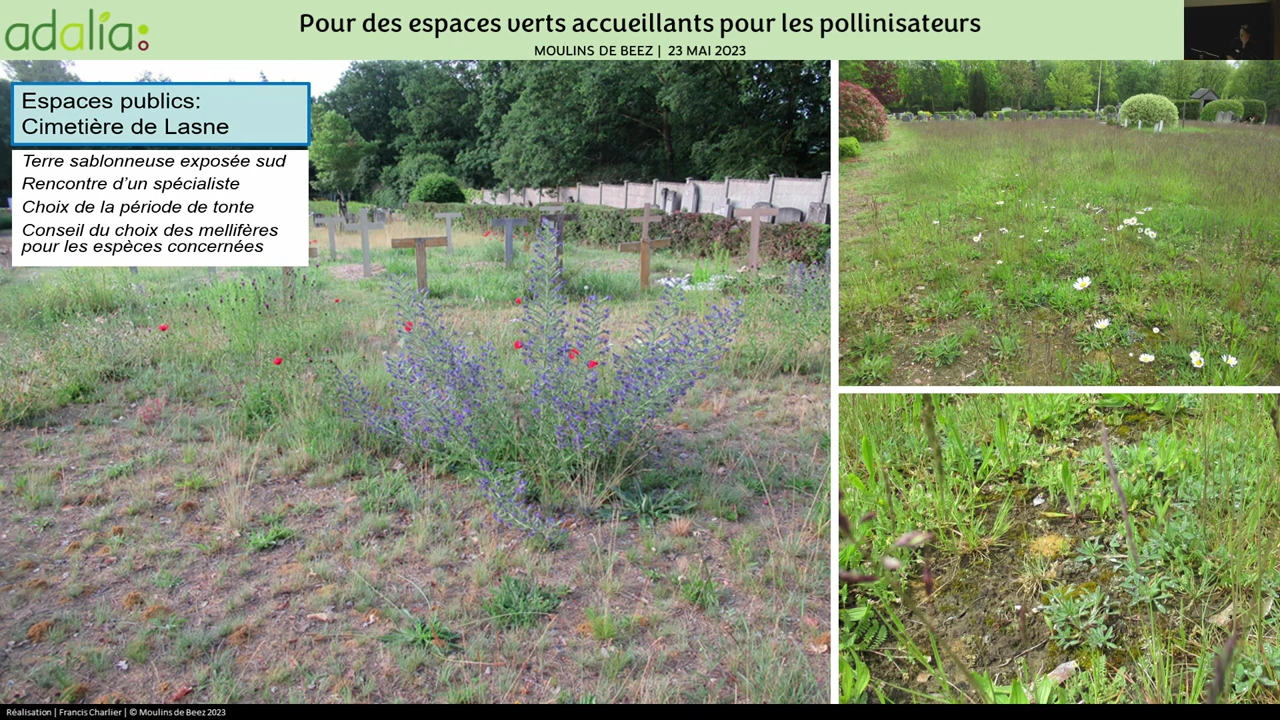 adalia
Pour des espaces verts accueillants pour les pollinisateurs
MOULINS DE BEEZ | 23 MAI 2023
Espaces publics:
Cimetière de Lasne
Terre sablonneuse exposée sud
Rencontre d'un spécialiste
Choix de la période de tonte
Conseil du choix des mellifères
pour les espèces concernées
Réalisation | Francis Charlier | © Moulins de Beez 2023